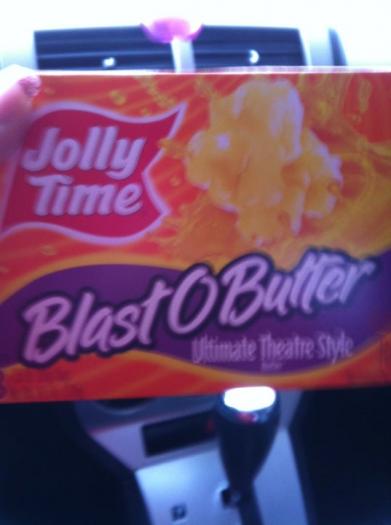 Jolly
Time
Blast O Butter
Ultimate Theatre Style